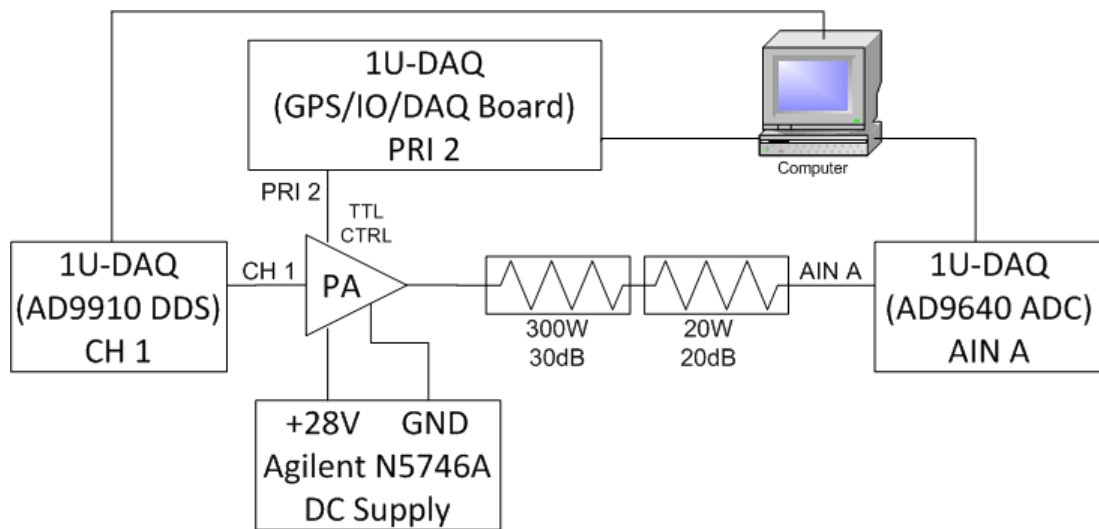 1U-DAQ
(GPS/IO/DAQ Board)
PRI 2
Computer
PRI 2
TTL
CTRL
1U-DAQ
(AD9910 DDS)
CH 1
CH 1
PA
300W
30dB
20W
20dB
AIN A
1U-DAQ
(AD9640 ADC)
AIN A
+28V GND
Agilent N5746A
DC Supply